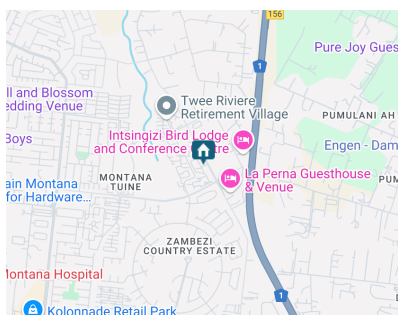 156
Pure Joy Gues
1
ll and Blossom
edding Venue
Twee Riviere
Retirement Village
PUMULANI AH
Boys
Intsingizi Bird Lodge
and Conference
tre
Engen - Dam
MONTANA
TUINE
La Perna Guesthouse
& Venue
PUM
ain Montana
for Hardware...
ZAMBEZI
COUNTRY ESTATE
Montana Hospital
1
Kolonnade Retail Park